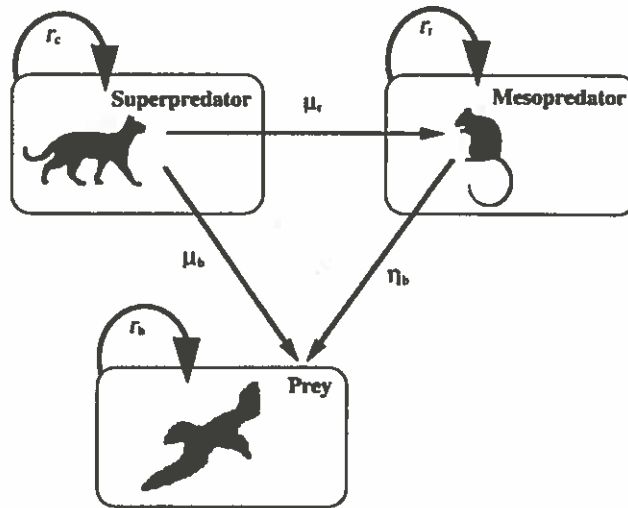 r_c
r_r
Superpredator
μ_r
Mesopredator
μ_b
η_b
r_b
Prey